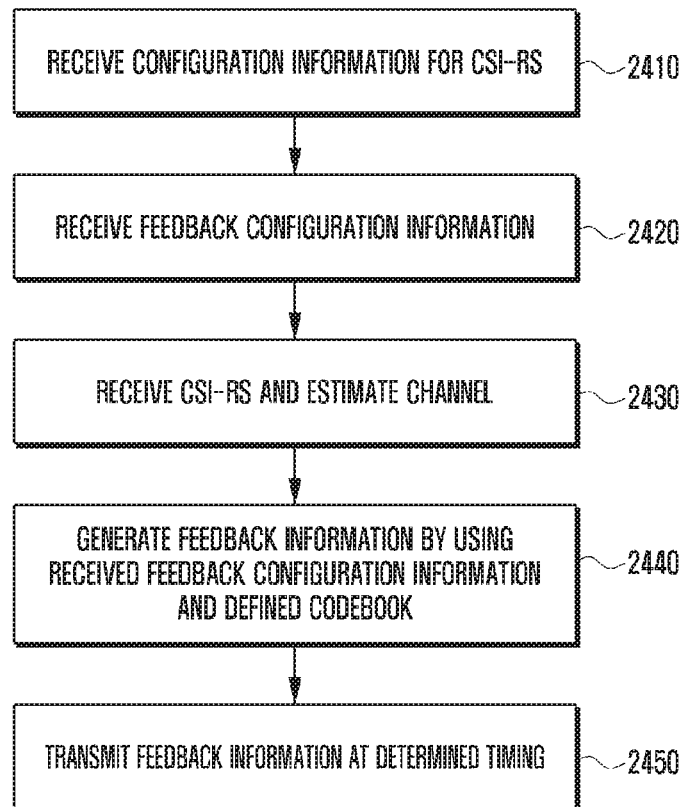 RECEIVE CONFIGURATION INFORMATION FOR CSI-RS
2410
RECEIVE FEEDBACK CONFIGURATION INFORMATION
2420
RECEIVE CSI-RS AND ESTIMATE CHANNEL
2430
GENERATE FEEDBACK INFORMATION BY USING
RECEIVED FEEDBACK CONFIGURATION INFORMATION
AND DEFINED CODEBOOK
2440
TRANSMIT FEEDBACK INFORMATION AT DETERMINED TIMING
2450